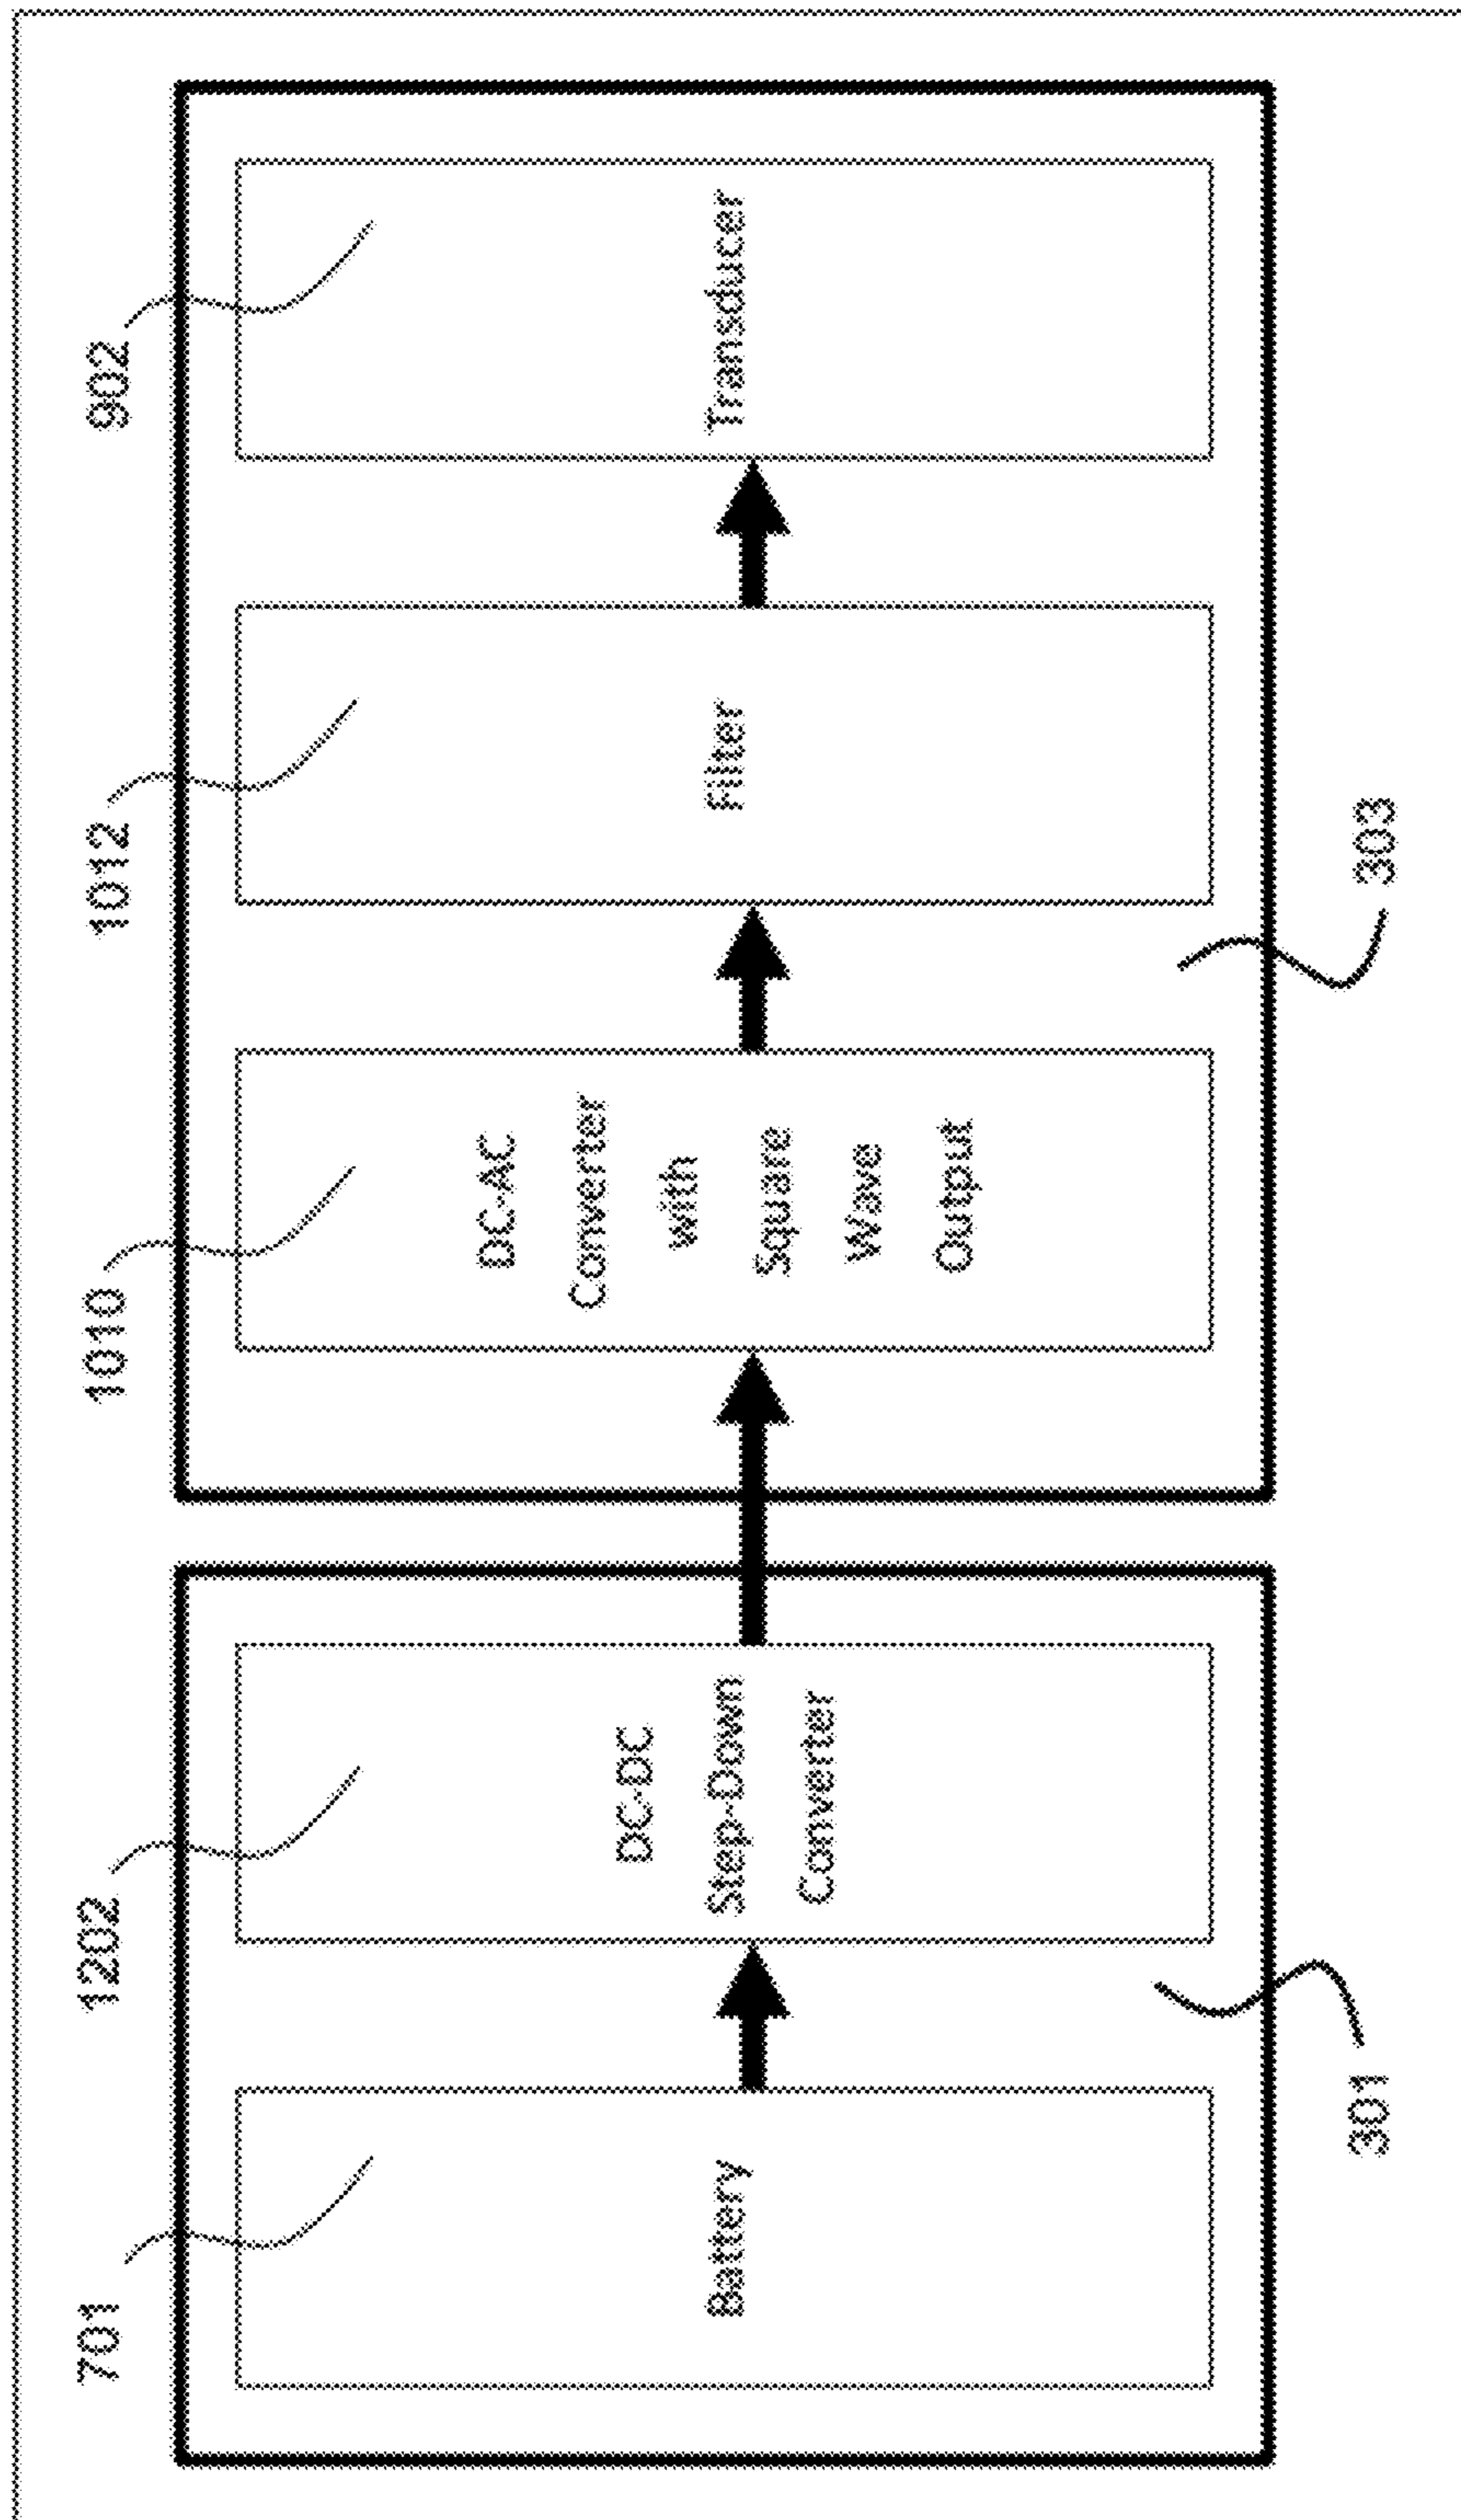 701
1202
1010
1012
902
Battery
DC-DC
Step-Down
Converter
DC-AC
Converter
with
Square
Wave
Output
Filter
Transducer
301
303